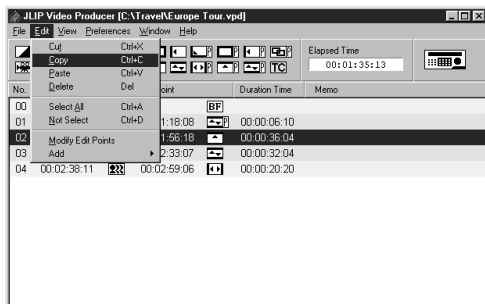 JLIP Video Producer [C:\Travel\Europe Tour.vpd]
File Edit View Preferences Window Help
Cut Ctrl+X
Copy Ctrl+C
Paste Ctrl+V
Delete Del
Select All Ctrl+A
Not Select Ctrl+D
Modify Edit Points
Add
TC
Elapsed Time
00:01:35:13
No. oint Duration Time Memo
00 BF
01 1:18:08 P 00:00:06:10
02 1:56:18 00:00:36:04
03 2:33:07 00:00:32:04
04 00:02:38:11 00:02:59:06 00:00:20:20